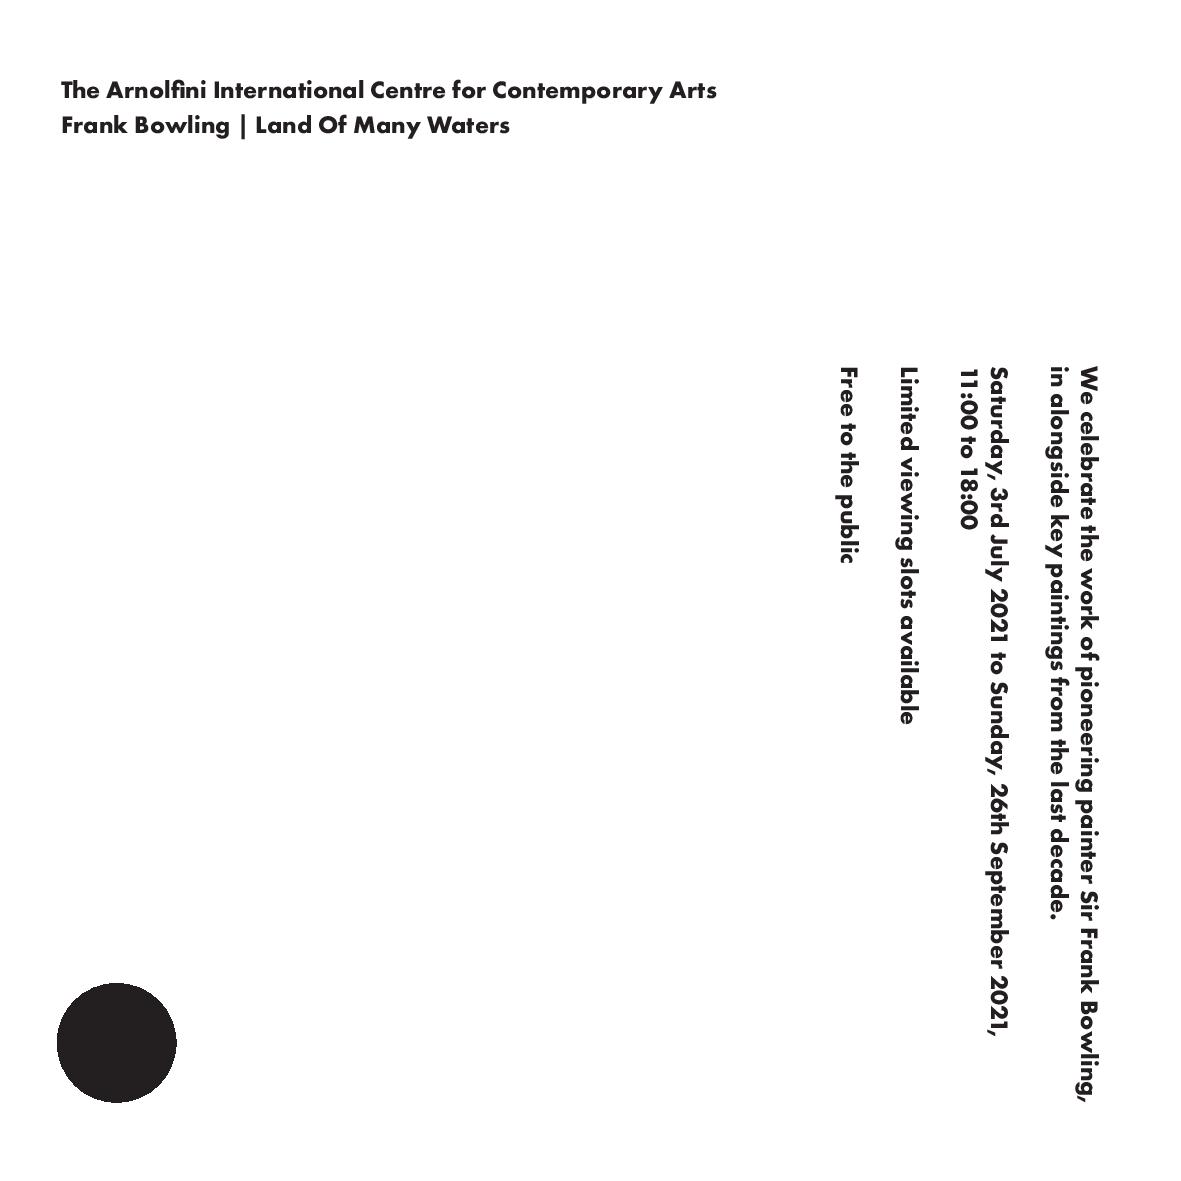 The Arnolfini International Centre for Contemporary Arts
Frank Bowling | Land Of Many Waters
We celebrate the work of pioneering painter Sir Frank Bowling,
in alongside key paintings from the last decade.
Saturday, 3rd July 2021 to Sunday, 26th September 2021,
11:00 to 18:00
Limited viewing slots available
Free to the public